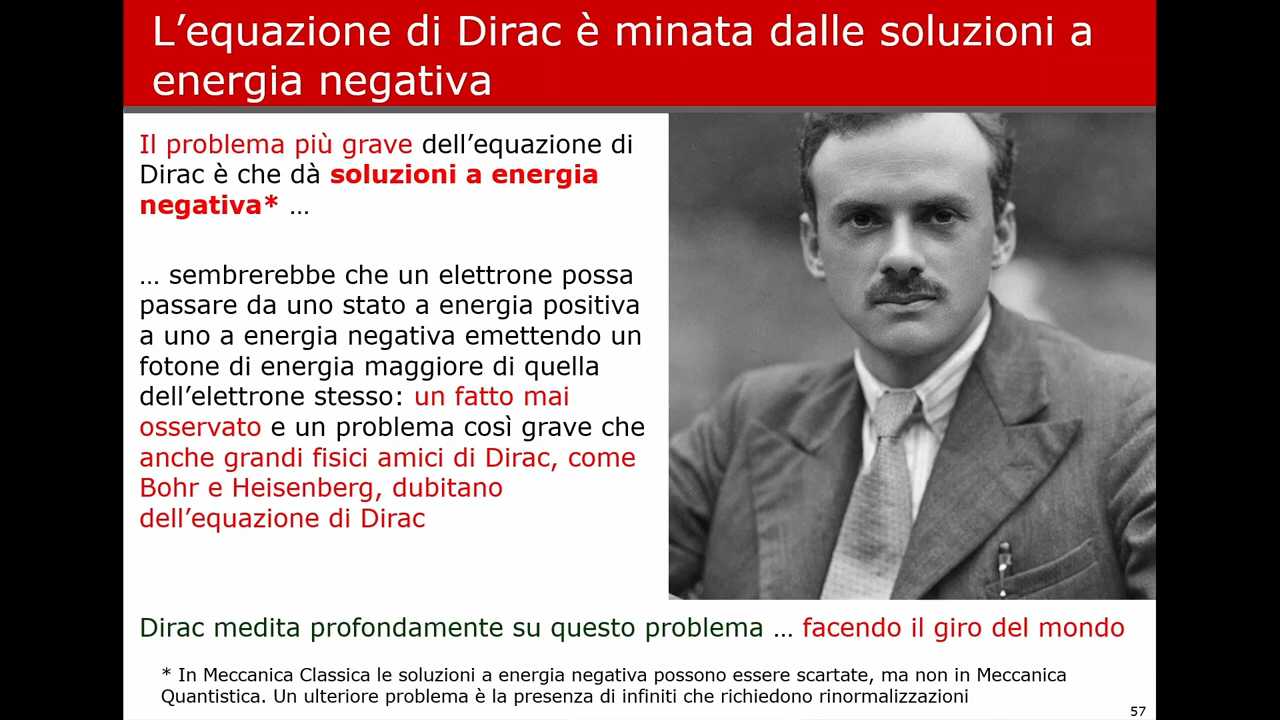 L’equazione di Dirac è minata dalle soluzioni a
energia negativa
Il problema più grave dell’equazione di
Dirac è che dà soluzioni a energia
negativa* …
… sembrerebbe che un elettrone possa
passare da uno stato a energia positiva
a uno a energia negativa emettendo un
fotone di energia maggiore di quella
dell’elettrone stesso: un fatto mai
osservato e un problema così grave che
anche grandi fisici amici di Dirac, come
Bohr e Heisenberg, dubitano
dell’equazione di Dirac
Dirac medita profondamente su questo problema … facendo il giro del mondo
* In Meccanica Classica le soluzioni a energia negativa possono essere scartate, ma non in Meccanica
Quantistica. Un ulteriore problema è la presenza di infiniti che richiedono rinormalizzazioni
57